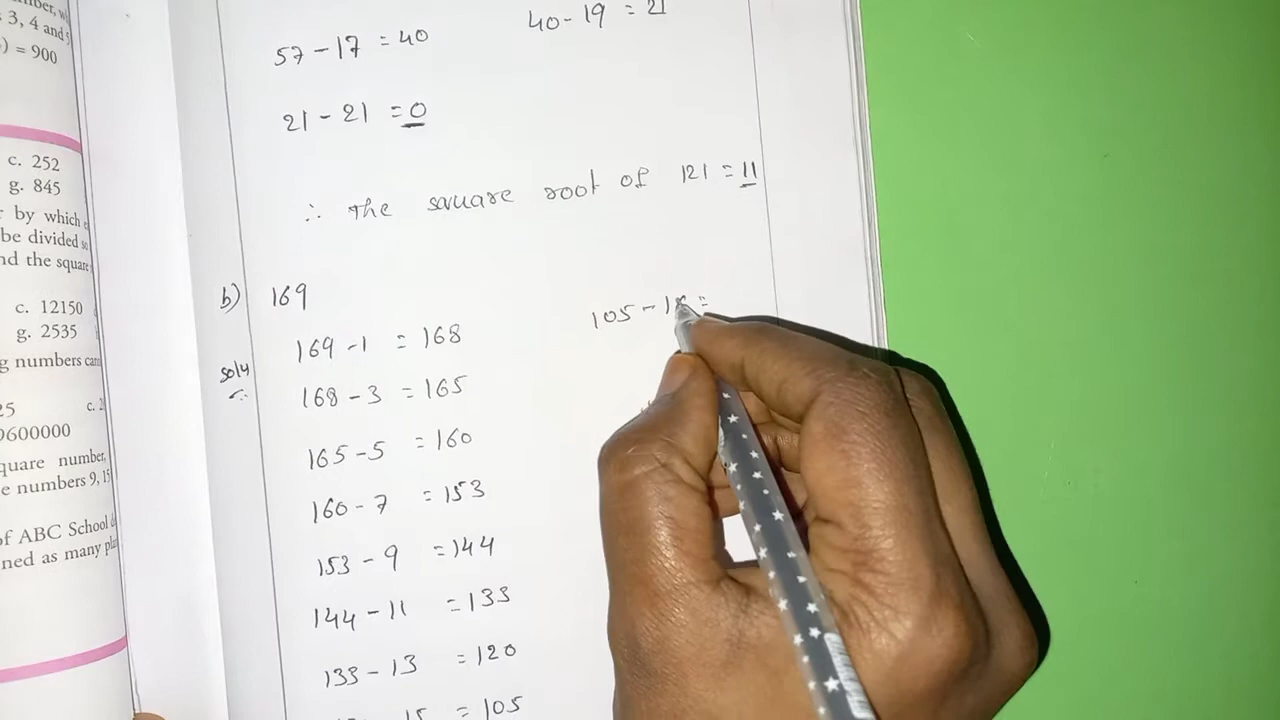 3, 4 and
) = 900
c. 252
g. 845
by which
be divided
nd the square
c. 12150
g. 2535
g numbers can
25 c.
0600000
quare number,
e numbers 9, 15
of ABC School
ned as many
57 - 17 = 40
21 - 21 = 0
40 - 19 = 21
∴ The square root of 121 = 11
b) 169
soln
169 - 1 = 168
168 - 3 = 165
165 - 5 = 160
160 - 7 = 153
153 - 9 = 144
144 - 11 = 133
133 - 13 = 120
15 = 105
105 - 1 =